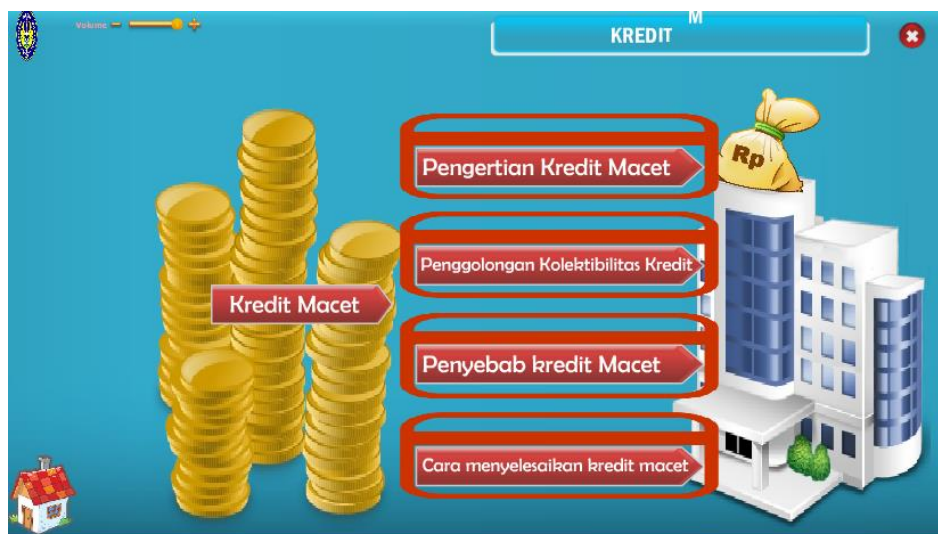 Volume
M
KREDIT
Rp
Pengertian Kredit Macet
Penggolongan Kolektibilitas Kredit
Kredit Macet
Penyebab kredit Macet
Cara menyelesaikan kredit macet